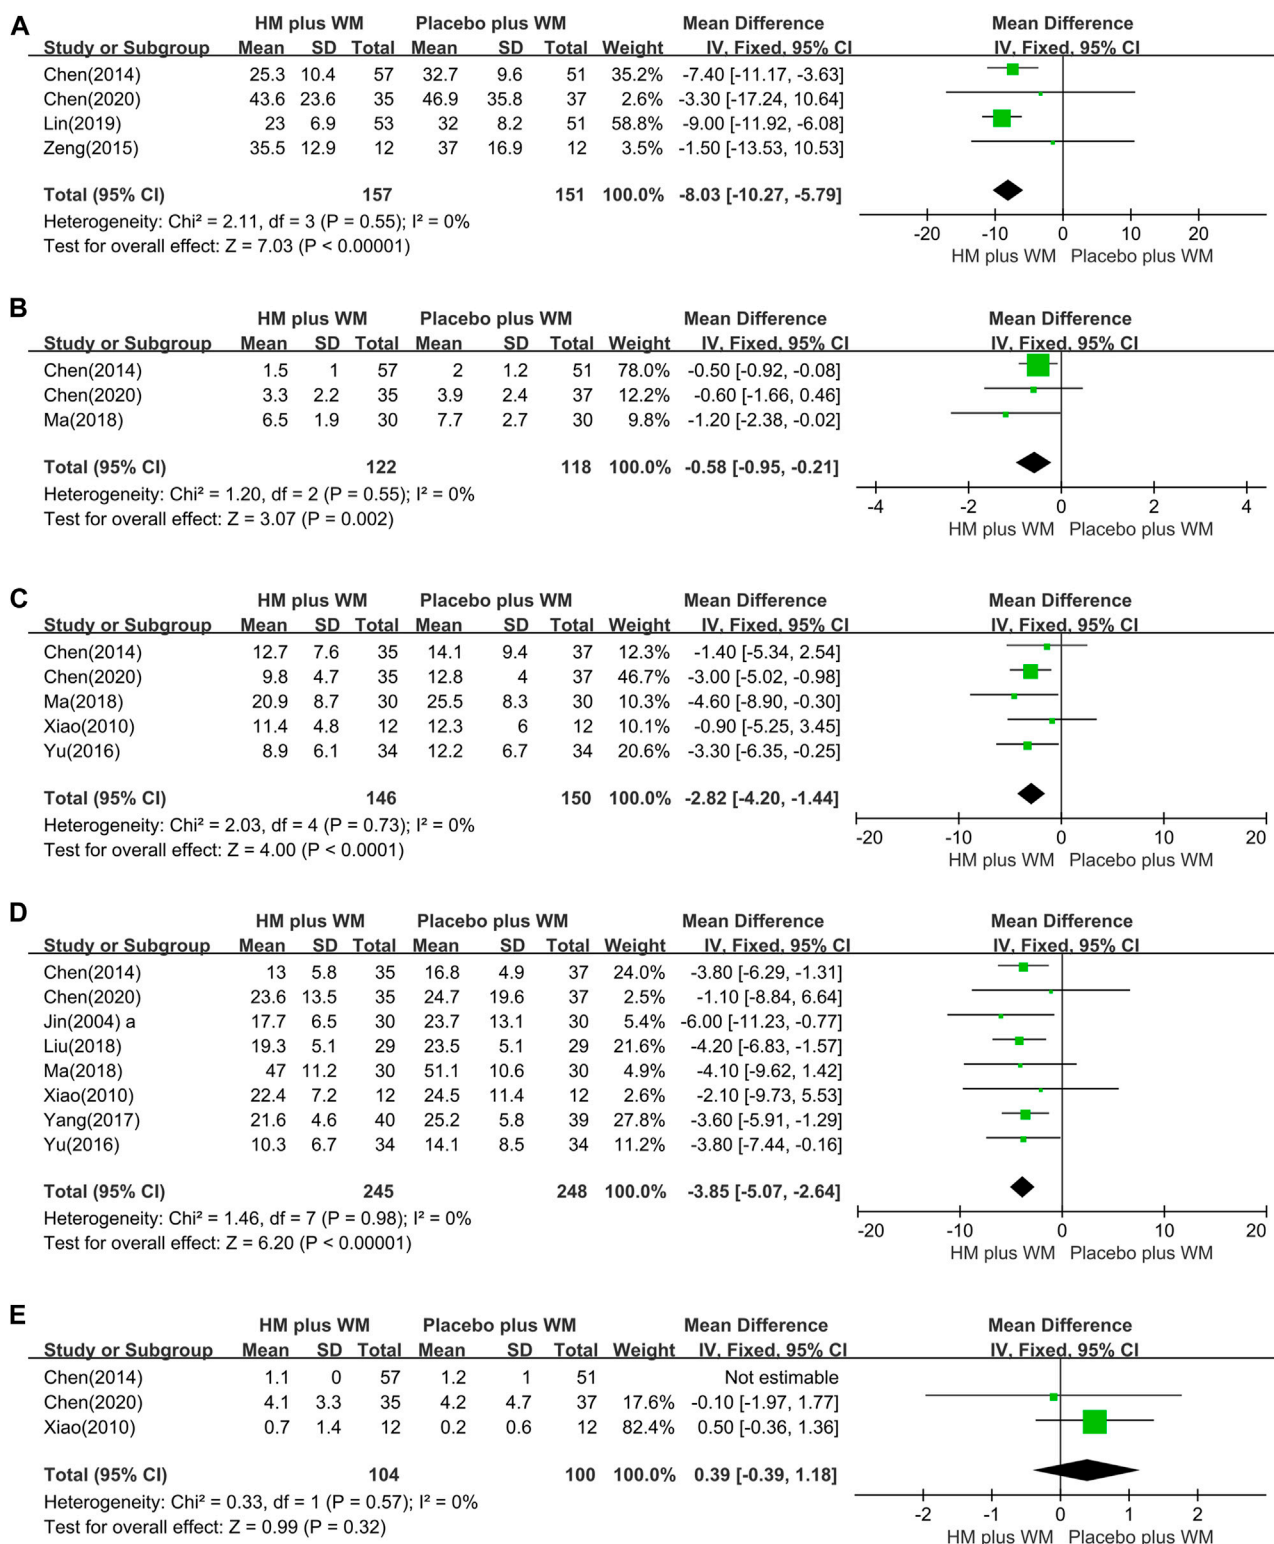 A
HM plus WM Placebo plus WM Mean Difference Mean Difference
Study or Subgroup Mean SD Total Mean SD Total Weight IV, Fixed, 95% CI IV, Fixed, 95% CI
Chen(2014) 25.3 10.4 57 32.7 9.6 51 35.2% -7.40 [-11.17, -3.63]
Chen(2020) 43.6 23.6 35 46.9 35.8 37 2.6% -3.30 [-17.24, 10.64]
Lin(2019) 23 6.9 53 32 8.2 51 58.8% -9.00 [-11.92, -6.08]
Zeng(2015) 35.5 12.9 12 37 16.9 12 3.5% -1.50 [-13.53, 10.53]
Total (95% CI) 157 151 100.0% -8.03 [-10.27, -5.79]
Heterogeneity: Chi² = 2.11, df = 3 (P = 0.55); I² = 0%
Test for overall effect: Z = 7.03 (P < 0.00001)
-20 -10 0 10 20
HM plus WM Placebo plus WM
B
HM plus WM Placebo plus WM Mean Difference Mean Difference
Study or Subgroup Mean SD Total Mean SD Total Weight IV, Fixed, 95% CI IV, Fixed, 95% CI
Chen(2014) 1.5 1 57 2 1.2 51 78.0% -0.50 [-0.92, -0.08]
Chen(2020) 3.3 2.2 35 3.9 2.4 37 12.2% -0.60 [-1.66, 0.46]
Ma(2018) 6.5 1.9 30 7.7 2.7 30 9.8% -1.20 [-2.38, -0.02]
Total (95% CI) 122 118 100.0% -0.58 [-0.95, -0.21]
Heterogeneity: Chi² = 1.20, df = 2 (P = 0.55); I² = 0%
Test for overall effect: Z = 3.07 (P = 0.002)
-4 -2 0 2 4
HM plus WM Placebo plus WM
C
HM plus WM Placebo plus WM Mean Difference Mean Difference
Study or Subgroup Mean SD Total Mean SD Total Weight IV, Fixed, 95% CI IV, Fixed, 95% CI
Chen(2014) 12.7 7.6 35 14.1 9.4 37 12.3% -1.40 [-5.34, 2.54]
Chen(2020) 9.8 4.7 35 12.8 4 37 46.7% -3.00 [-5.02, -0.98]
Ma(2018) 20.9 8.7 30 25.5 8.3 30 10.3% -4.60 [-8.90, -0.30]
Xiao(2010) 11.4 4.8 12 12.3 6 12 10.1% -0.90 [-5.25, 3.45]
Yu(2016) 8.9 6.1 34 12.2 6.7 34 20.6% -3.30 [-6.35, -0.25]
Total (95% CI) 146 150 100.0% -2.82 [-4.20, -1.44]
Heterogeneity: Chi² = 2.03, df = 4 (P = 0.73); I² = 0%
Test for overall effect: Z = 4.00 (P < 0.0001)
-20 -10 0 10 20
HM plus WM Placebo plus WM
D
HM plus WM Placebo plus WM Mean Difference Mean Difference
Study or Subgroup Mean SD Total Mean SD Total Weight IV, Fixed, 95% CI IV, Fixed, 95% CI
Chen(2014) 13 5.8 35 16.8 4.9 37 24.0% -3.80 [-6.29, -1.31]
Chen(2020) 23.6 13.5 35 24.7 19.6 37 2.5% -1.10 [-8.84, 6.64]
Jin(2004) a 17.7 6.5 30 23.7 13.1 30 5.4% -6.00 [-11.23, -0.77]
Liu(2018) 19.3 5.1 29 23.5 5.1 29 21.6% -4.20 [-6.83, -1.57]
Ma(2018) 47 11.2 30 51.1 10.6 30 4.9% -4.10 [-9.62, 1.42]
Xiao(2010) 22.4 7.2 12 24.5 11.4 12 2.6% -2.10 [-9.73, 5.53]
Yang(2017) 21.6 4.6 40 25.2 5.8 39 27.8% -3.60 [-5.91, -1.29]
Yu(2016) 10.3 6.7 34 14.1 8.5 34 11.2% -3.80 [-7.44, -0.16]
Total (95% CI) 245 248 100.0% -3.85 [-5.07, -2.64]
Heterogeneity: Chi² = 1.46, df = 7 (P = 0.98); I² = 0%
Test for overall effect: Z = 6.20 (P < 0.00001)
-20 -10 0 10 20
HM plus WM Placebo plus WM
E
HM plus WM Placebo plus WM Mean Difference Mean Difference
Study or Subgroup Mean SD Total Mean SD Total Weight IV, Fixed, 95% CI IV, Fixed, 95% CI
Chen(2014) 1.1 0 57 1.2 1 51 Not estimable
Chen(2020) 4.1 3.3 35 4.2 4.7 37 17.6% -0.10 [-1.97, 1.77]
Xiao(2010) 0.7 1.4 12 0.2 0.6 12 82.4% 0.50 [-0.36, 1.36]
Total (95% CI) 104 100 100.0% 0.39 [-0.39, 1.18]
Heterogeneity: Chi² = 0.33, df = 1 (P = 0.57); I² = 0%
Test for overall effect: Z = 0.99 (P = 0.32)
-2 -1 0 1 2
HM plus WM Placebo plus WM